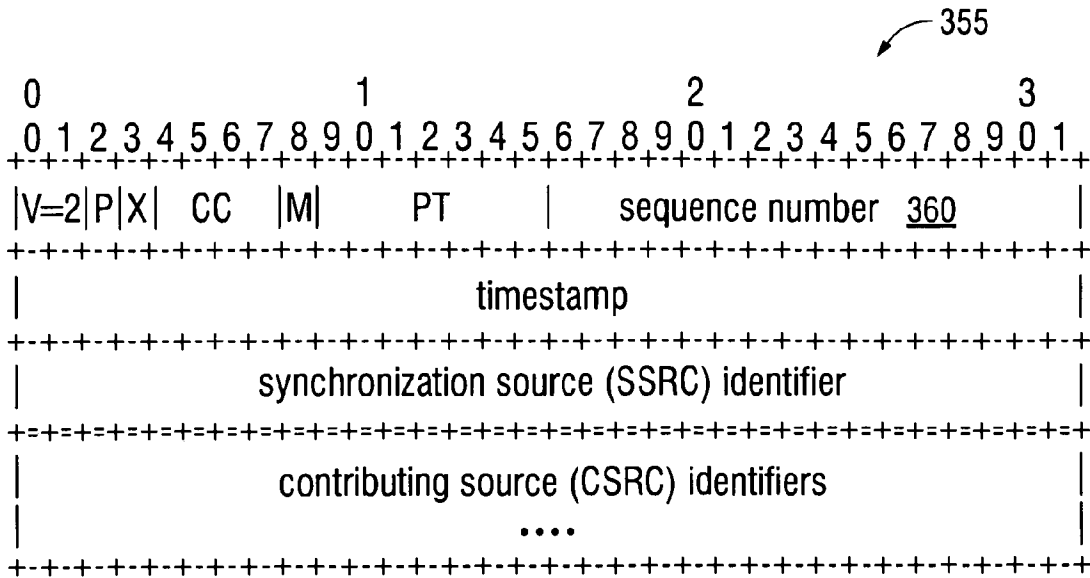 355
0 1 2 3
0 1 2 3 4 5 6 7 8 9 0 1 2 3 4 5 6 7 8 9 0 1 2 3 4 5 6 7 8 9 0 1
+-+-+-+-+-+-+-+-+-+-+-+-+-+-+-+-+-+-+-+-+-+-+-+-+-+-+-+-+-+-+-+-+
|V=2|P|X| CC |M| PT | sequence number 360 |
+-+-+-+-+-+-+-+-+-+-+-+-+-+-+-+-+-+-+-+-+-+-+-+-+-+-+-+-+-+-+-+-+
| timestamp |
+-+-+-+-+-+-+-+-+-+-+-+-+-+-+-+-+-+-+-+-+-+-+-+-+-+-+-+-+-+-+-+-+
| synchronization source (SSRC) identifier |
+=+=+=+=+=+=+=+=+=+=+=+=+=+=+=+=+=+=+=+=+=+=+=+=+=+=+=+=+=+=+=+=+
| contributing source (CSRC) identifiers |
| .... |
+-+-+-+-+-+-+-+-+-+-+-+-+-+-+-+-+-+-+-+-+-+-+-+-+-+-+-+-+-+-+-+-+